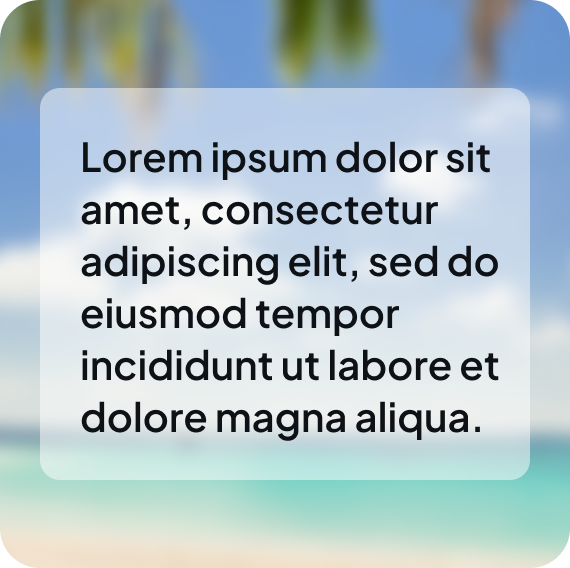 Lorem ipsum dolor sit
amet, consectetur
adipiscing elit, sed do
eiusmod tempor
incididunt ut labore et
dolore magna aliqua.